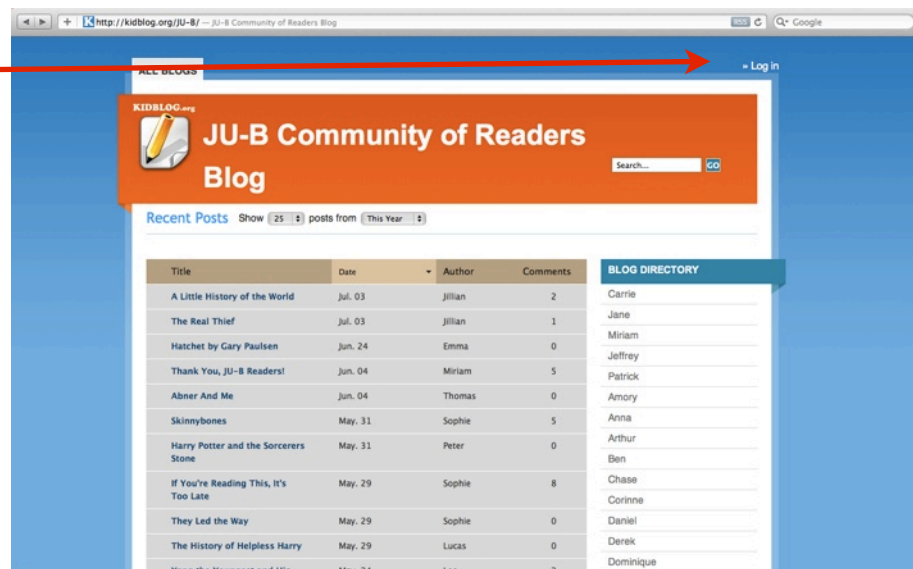 http://kidblog.org/JU-B/ — JU-B Community of Readers Blog
RSS
Google
ALL BLOGS
» Log in
KIDBLOG.org
JU-B Community of Readers
Blog
Search... GO
Recent Posts Show 25 posts from This Year
Title Date Author Comments
A Little History of the World Jul. 03 Jillian 2
The Real Thief Jul. 03 Jillian 1
Hatchet by Gary Paulsen Jun. 24 Emma 0
Thank You, JU-B Readers! Jun. 04 Miriam 5
Abner And Me Jun. 04 Thomas 0
Skinnybones May. 31 Sophie 5
Harry Potter and the Sorcerers May. 31 Peter 0
Stone
If You're Reading This, It's May. 29 Sophie 8
Too Late
They Led the Way May. 29 Sophie 0
The History of Helpless Harry May. 29 Lucas 0
BLOG DIRECTORY
Carrie
Jane
Miriam
Jeffrey
Patrick
Amory
Anna
Arthur
Ben
Chase
Corinne
Daniel
Derek
Dominique